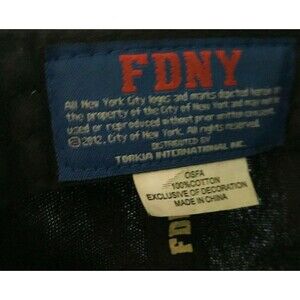 FDNY
All New York City logos and marks depicted herein is
the property of the City of New York and may not be
used or reproduced without prior written consent.
©2012. City of New York. All rights reserved.
DISTRIBUTED BY
TORKIA INTERNATIONAL INC.
OSFA
100%COTTON
EXCLUSIVE OF DECORATION
MADE IN CHINA
FD